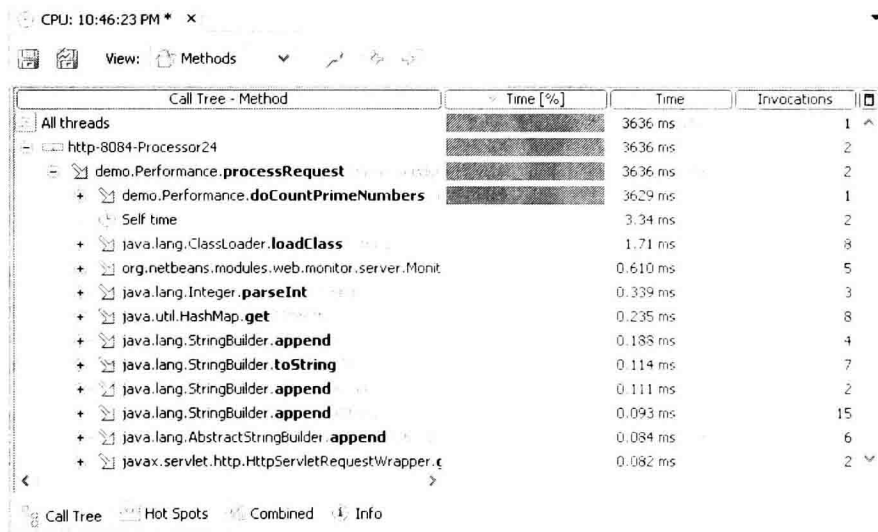 CPU: 10:46:23 PM * ×
View: Methods
Call Tree - Method Time [%] Time Invocations
All threads 3636 ms 1
http-8084-Processor24 3636 ms 2
demo.Performance.processRequest 3636 ms 2
+ demo.Performance.doCountPrimeNumbers 3629 ms 1
Self time 3.34 ms 2
+ java.lang.ClassLoader.loadClass 1.71 ms 8
+ org.netbeans.modules.web.monitor.server.Monit 0.610 ms 5
+ java.lang.Integer.parseInt 0.339 ms 3
+ java.util.HashMap.get 0.235 ms 8
+ java.lang.StringBuilder.append 0.188 ms 4
+ java.lang.StringBuilder.toString 0.114 ms 7
+ java.lang.StringBuilder.append 0.111 ms 2
+ java.lang.StringBuilder.append 0.093 ms 15
+ java.lang.AbstractStringBuilder.append 0.084 ms 6
+ javax.servlet.http.HttpServletRequestWrapper.g 0.082 ms 2
Call Tree Hot Spots Combined Info